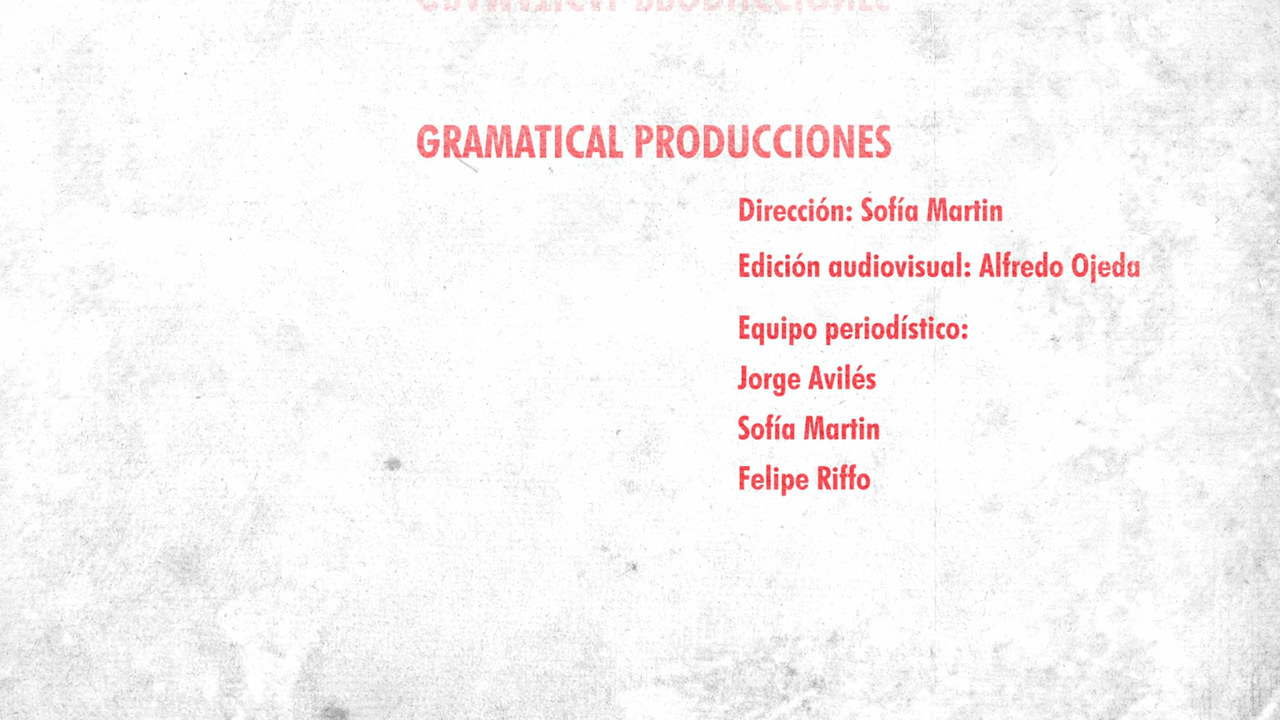 GRAMATICAL PRODUCCIONES
Dirección: Sofía Martin
Edición audiovisual: Alfredo Ojeda
Equipo periodístico:
Jorge Avilés
Sofía Martin
Felipe Riffo